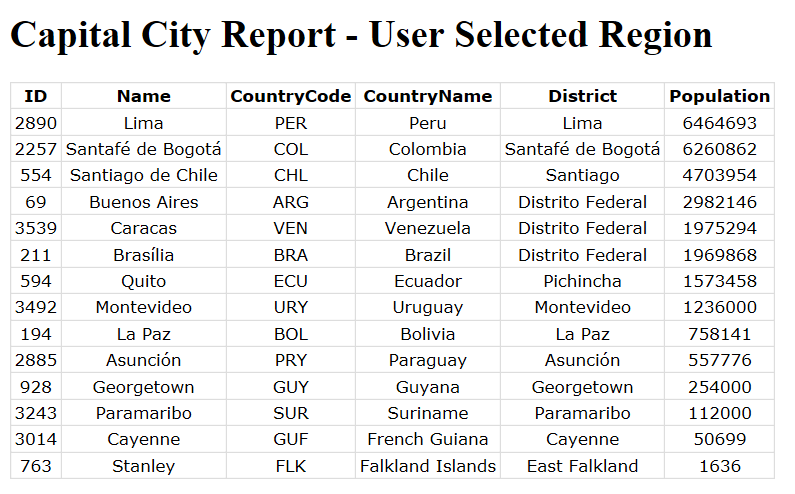 Capital City Report - User Selected Region
ID Name CountryCode CountryName District Population
2890 Lima PER Peru Lima 6464693
2257 Santafé de Bogotá COL Colombia Santafé de Bogotá 6260862
554 Santiago de Chile CHL Chile Santiago 4703954
69 Buenos Aires ARG Argentina Distrito Federal 2982146
3539 Caracas VEN Venezuela Distrito Federal 1975294
211 Brasília BRA Brazil Distrito Federal 1969868
594 Quito ECU Ecuador Pichincha 1573458
3492 Montevideo URY Uruguay Montevideo 1236000
194 La Paz BOL Bolivia La Paz 758141
2885 Asunción PRY Paraguay Asunción 557776
928 Georgetown GUY Guyana Georgetown 254000
3243 Paramaribo SUR Suriname Paramaribo 112000
3014 Cayenne GUF French Guiana Cayenne 50699
763 Stanley FLK Falkland Islands East Falkland 1636